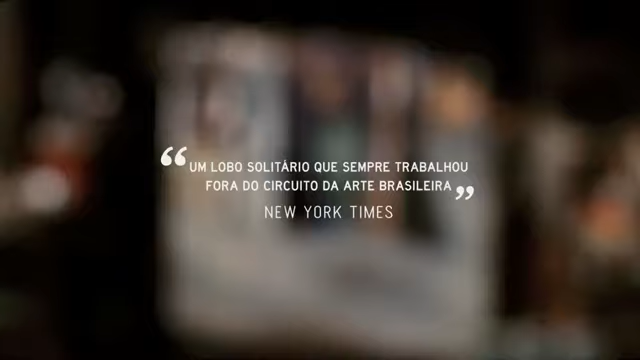 “UM LOBO SOLITÁRIO QUE SEMPRE TRABALHOU
FORA DO CIRCUITO DA ARTE BRASILEIRA”
NEW YORK TIMES